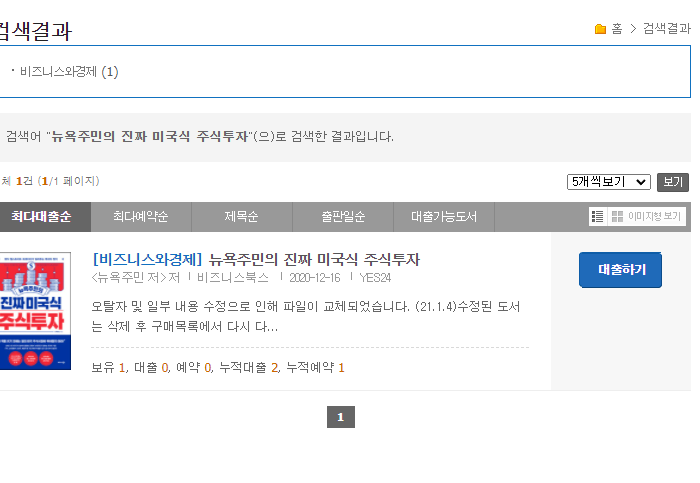 검색결과
홈 > 검색결과
· 비즈니스와경제 (1)
검색어 "뉴욕주민의 진짜 미국식 주식투자"(으)로 검색한 결과입니다.
체 1건 (1/1 페이지)
5개씩보기 보기
최다대출순 최다예약순 제목순 출판일순 대출가능도서 이미지형 보기
뉴욕주민의
진짜 미국식
주식투자
[비즈니스와경제] 뉴욕주민의 진짜 미국식 주식투자
<뉴욕주민 저> 저 | 비즈니스북스 | 2020-12-16 | YES24
오탈자 및 일부 내용 수정으로 인해 파일이 교체되었습니다. (21.1.4)수정된 도서
는 삭제 후 구매목록에서 다시 다...
보유 1, 대출 0, 예약 0, 누적대출 2, 누적예약 1
대출하기
1